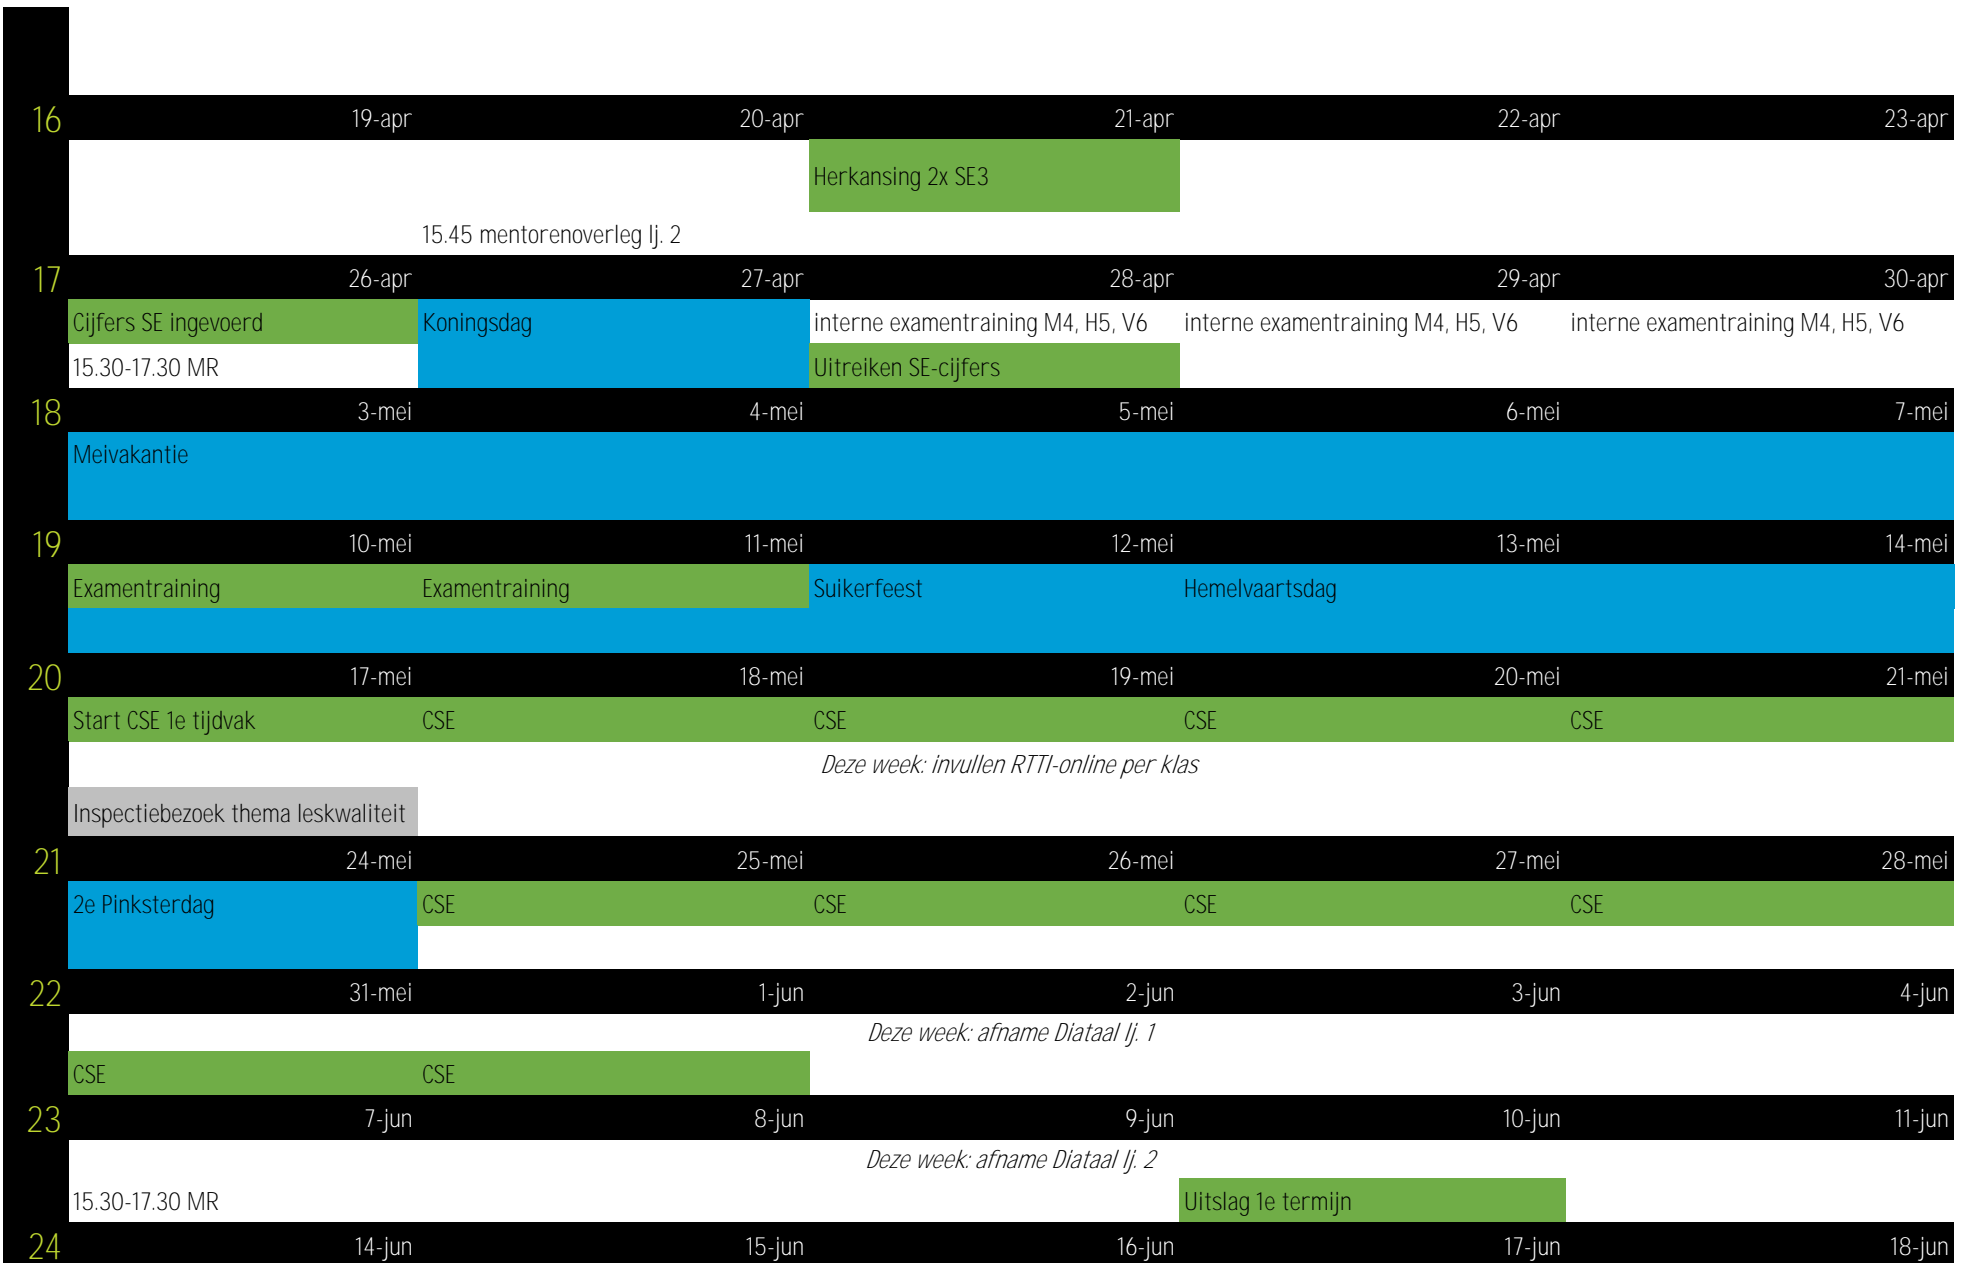 16 19-apr 20-apr 21-apr 22-apr 23-apr
Herkansing 2x SE3
15.45 mentorenoverleg lj. 2
17 26-apr 27-apr 28-apr 29-apr 30-apr
Cijfers SE ingevoerd Koningsdag interne examentraining M4, H5, V6 interne examentraining M4, H5, V6 interne examentraining M4, H5, V6
15.30-17.30 MR Uitreiken SE-cijfers
18 3-mei 4-mei 5-mei 6-mei 7-mei
Meivakantie
19 10-mei 11-mei 12-mei 13-mei 14-mei
Examentraining Examentraining Suikerfeest Hemelvaartsdag
20 17-mei 18-mei 19-mei 20-mei 21-mei
Start CSE 1e tijdvak CSE CSE CSE CSE
Deze week: invullen RTTI-online per klas
Inspectiebezoek thema leskwaliteit
21 24-mei 25-mei 26-mei 27-mei 28-mei
2e Pinksterdag CSE CSE CSE CSE
22 31-mei 1-jun 2-jun 3-jun 4-jun
Deze week: afname Diataal lj. 1
CSE CSE
23 7-jun 8-jun 9-jun 10-jun 11-jun
Deze week: afname Diataal lj. 2
15.30-17.30 MR Uitslag 1e termijn
24 14-jun 15-jun 16-jun 17-jun 18-jun